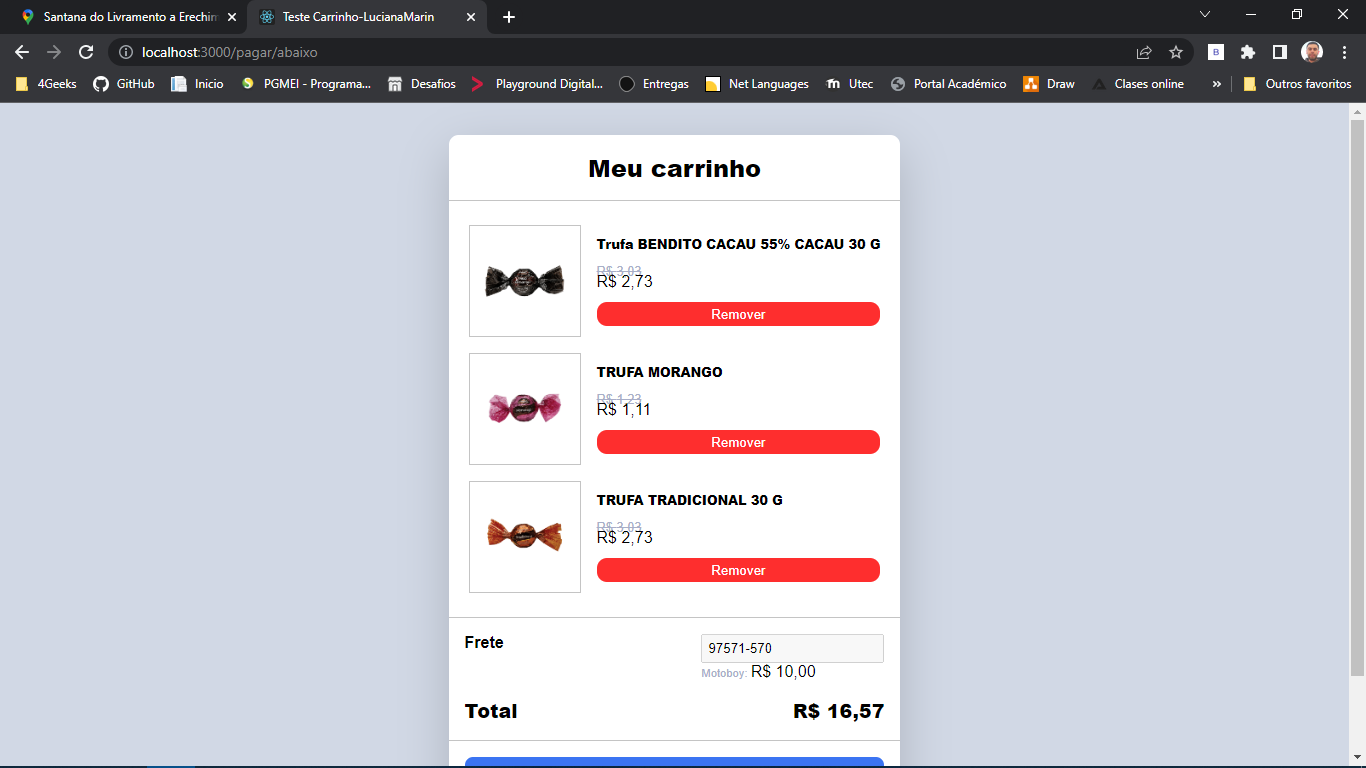 Santana do Livramento a Erechim
Teste Carrinho-LucianaMarin
localhost:3000/pagar/abaixo
4Geeks
GitHub
Inicio
PGMEI - Programa...
Desafios
Playground Digital...
Entregas
Net Languages
Utec
Portal Académico
Draw
Clases online
»
Outros favoritos
Meu carrinho
Trufa BENDITO CACAU 55% CACAU 30 G
R$ 3,03
R$ 2,73
Remover
TRUFA MORANGO
R$ 1,23
R$ 1,11
Remover
TRUFA TRADICIONAL 30 G
R$ 3,03
R$ 2,73
Remover
Frete
97571-570
Motoboy: R$ 10,00
Total
R$ 16,57